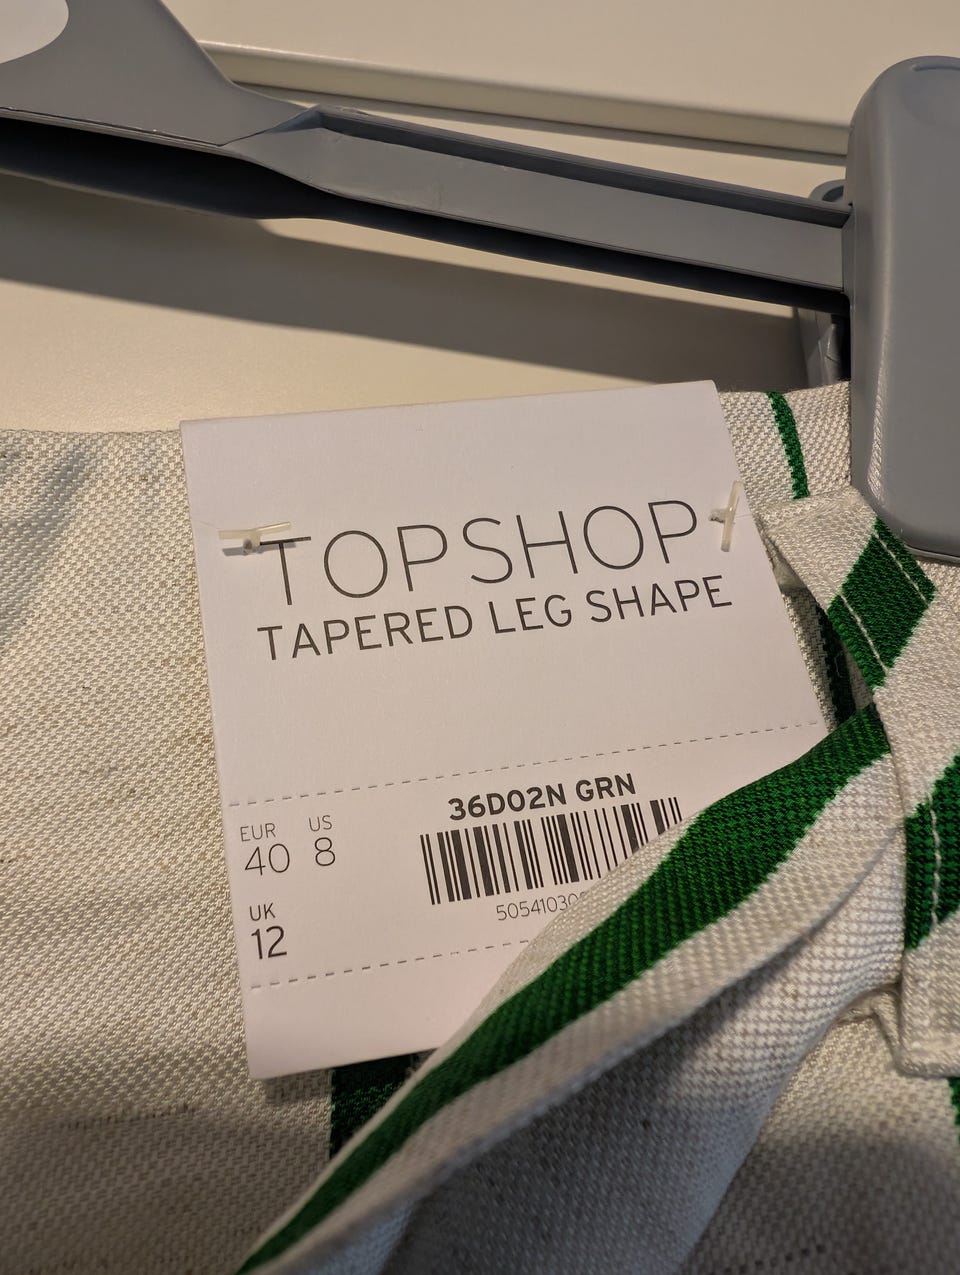 TOPSHOP
TAPERED LEG SHAPE
36D02N GRN
EUR US
40 8
UK
12